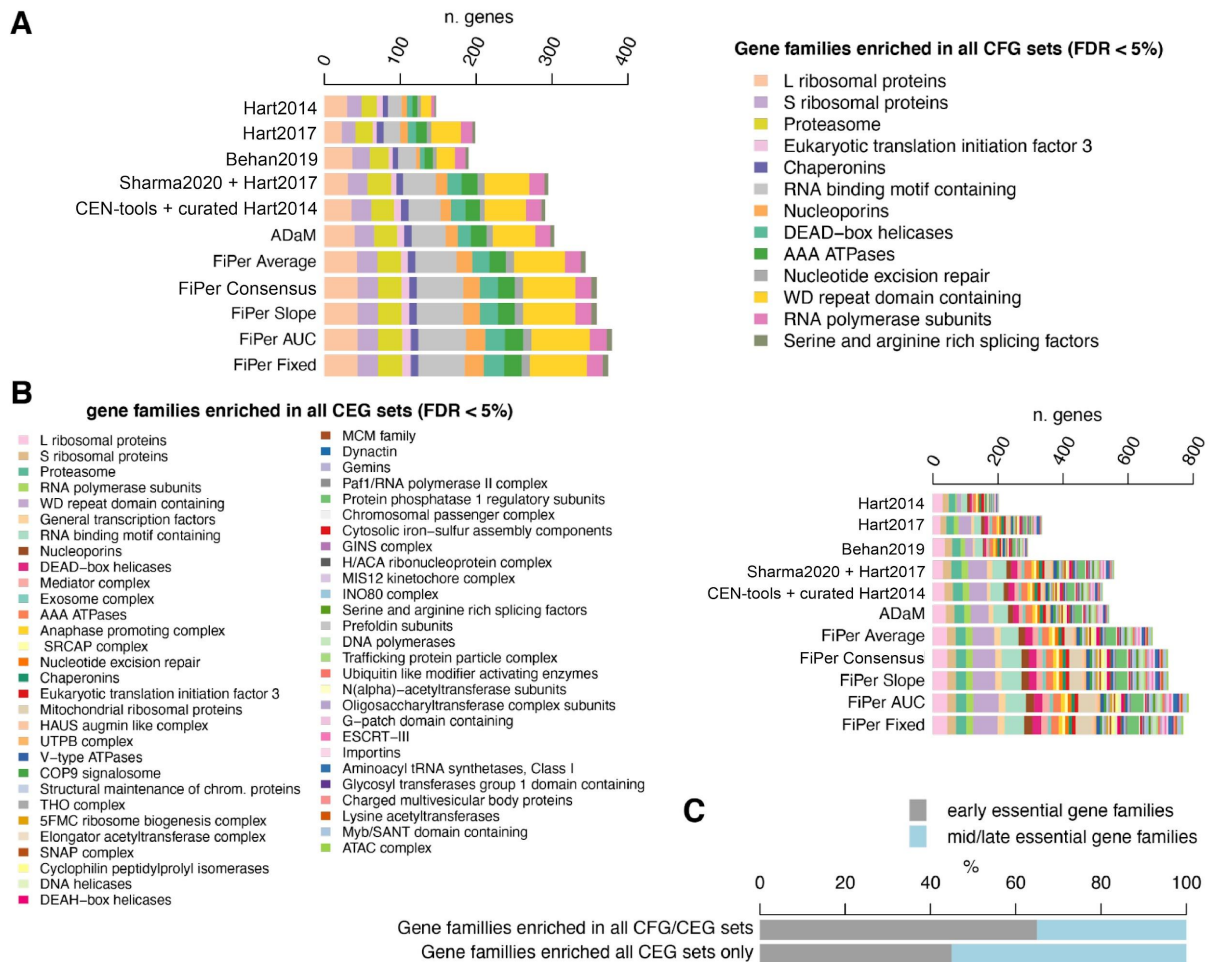 A
n. genes
0 100 200 300 400
Hart2014
Hart2017
Behan2019
Sharma2020 + Hart2017
CEN-tools + curated Hart2014
ADaM
FiPer Average
FiPer Consensus
FiPer Slope
FiPer AUC
FiPer Fixed
Gene families enriched in all CFG sets (FDR < 5%)
L ribosomal proteins
S ribosomal proteins
Proteasome
Eukaryotic translation initiation factor 3
Chaperonins
RNA binding motif containing
Nucleoporins
DEAD−box helicases
AAA ATPases
Nucleotide excision repair
WD repeat domain containing
RNA polymerase subunits
Serine and arginine rich splicing factors
B
gene families enriched in all CEG sets (FDR < 5%)
L ribosomal proteins
S ribosomal proteins
Proteasome
RNA polymerase subunits
WD repeat domain containing
General transcription factors
RNA binding motif containing
Nucleoporins
DEAD−box helicases
Mediator complex
Exosome complex
AAA ATPases
Anaphase promoting complex
SRCAP complex
Nucleotide excision repair
Chaperonins
Eukaryotic translation initiation factor 3
Mitochondrial ribosomal proteins
HAUS augmin like complex
UTPB complex
V−type ATPases
COP9 signalosome
Structural maintenance of chrom. proteins
THO complex
5FMC ribosome biogenesis complex
Elongator acetyltransferase complex
SNAP complex
Cyclophilin peptidylprolyl isomerases
DNA helicases
DEAH−box helicases
MCM family
Dynactin
Gemins
Paf1/RNA polymerase II complex
Protein phosphatase 1 regulatory subunits
Chromosomal passenger complex
Cytosolic iron−sulfur assembly components
GINS complex
H/ACA ribonucleoprotein complex
MIS12 kinetochore complex
INO80 complex
Serine and arginine rich splicing factors
Prefoldin subunits
DNA polymerases
Trafficking protein particle complex
Ubiquitin like modifier activating enzymes
N(alpha)−acetyltransferase subunits
Oligosaccharyltransferase complex subunits
G−patch domain containing
ESCRT−III
Importins
Aminoacyl tRNA synthetases, Class I
Glycosyl transferases group 1 domain containing
Charged multivesicular body proteins
Lysine acetyltransferases
Myb/SANT domain containing
ATAC complex
n. genes
0 200 400 600 800
Hart2014
Hart2017
Behan2019
Sharma2020 + Hart2017
CEN-tools + curated Hart2014
ADaM
FiPer Average
FiPer Consensus
FiPer Slope
FiPer AUC
FiPer Fixed
C
early essential gene families
mid/late essential gene families
%
0 20 40 60 80 100
Gene famillies enriched in all CFG/CEG sets
Gene families enriched all CEG sets only